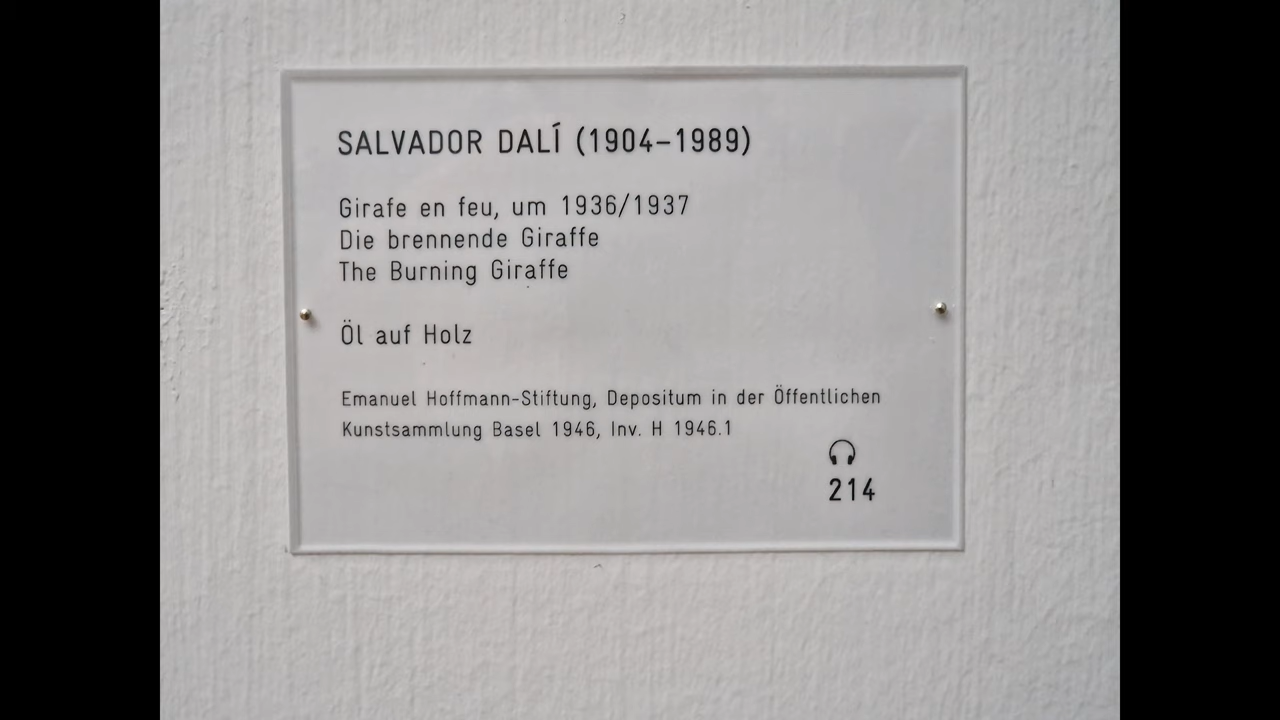 SALVADOR DALÍ (1904–1989)
Girafe en feu, um 1936/1937
Die brennende Giraffe
The Burning Giraffe
Öl auf Holz
Emanuel Hoffmann-Stiftung, Depositum in der Öffentlichen
Kunstsammlung Basel 1946, Inv. H 1946.1
214